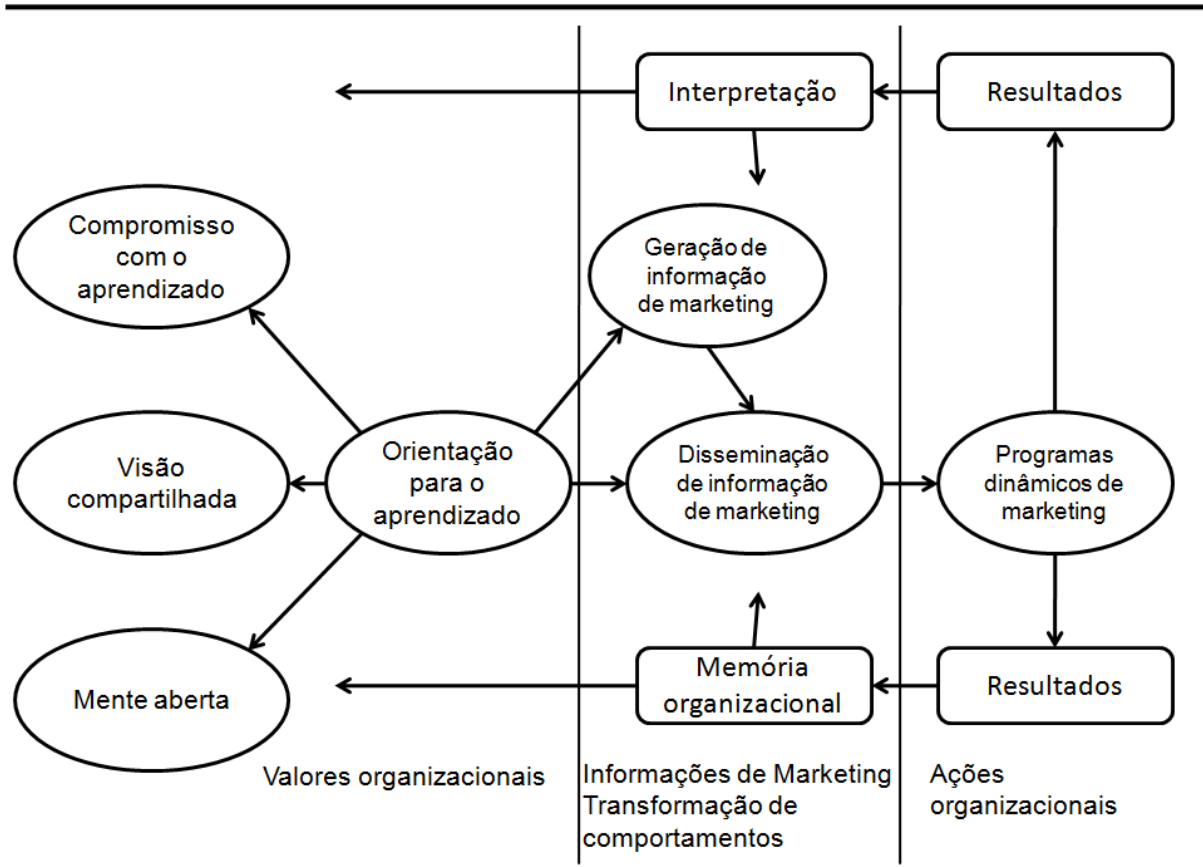 Interpretação
Resultados
Compromisso
com o
aprendizado
Geração de
informação
de marketing
Visão
compartilhada
Orientação
para o
aprendizado
Disseminação
de informação
de marketing
Programas
dinâmicos de
marketing
Mente aberta
Memória
organizacional
Resultados
Valores organizacionais
Informações de Marketing
Transformação de
comportamentos
Ações
organizacionais